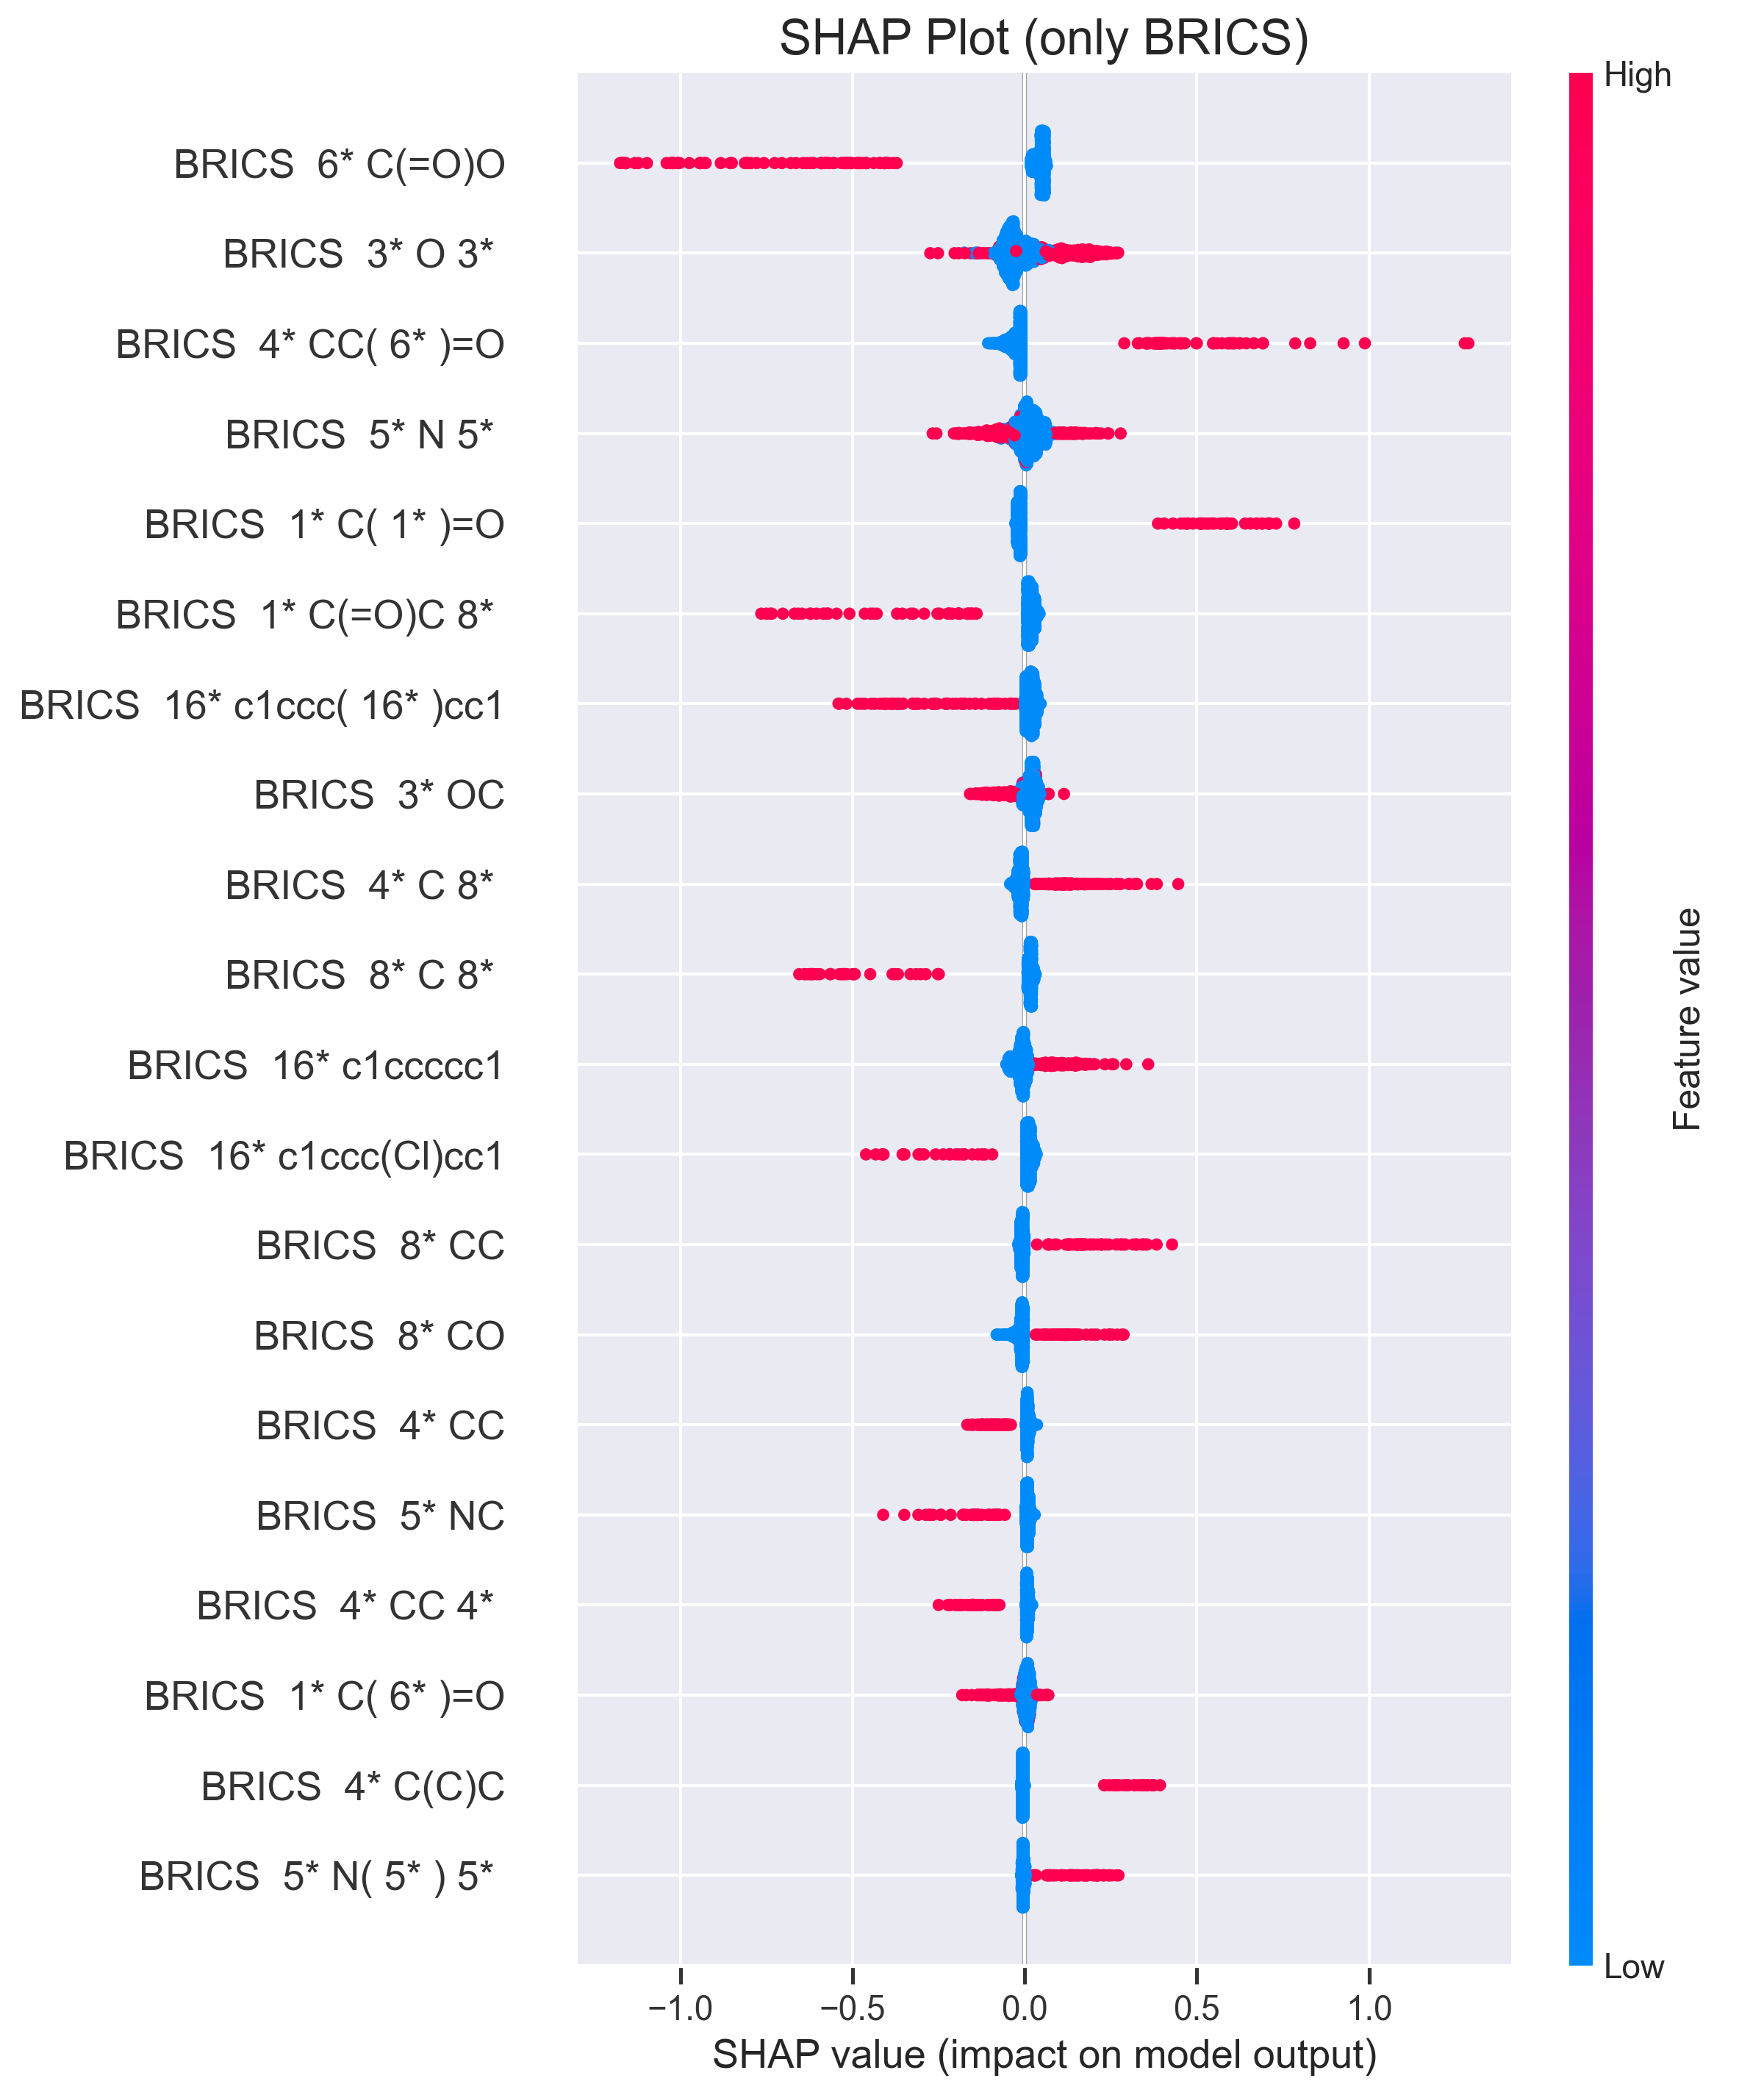 SHAP Plot (only BRICS)
High
BRICS 6* C(=O)O
BRICS 3* O 3*
BRICS 4* CC( 6* )=O
BRICS 5* N 5*
BRICS 1* C( 1* )=O
BRICS 1* C(=O)C 8*
BRICS 16* c1ccc( 16* )cc1
BRICS 3* OC
BRICS 4* C 8*
BRICS 8* C 8*
BRICS 16* c1ccccc1
BRICS 16* c1ccc(Cl)cc1
BRICS 8* CC
BRICS 8* CO
BRICS 4* CC
BRICS 5* NC
BRICS 4* CC 4*
BRICS 1* C( 6* )=O
BRICS 4* C(C)C
BRICS 5* N( 5* ) 5*
Feature value
Low
−1.0 −0.5 0.0 0.5 1.0
SHAP value (impact on model output)